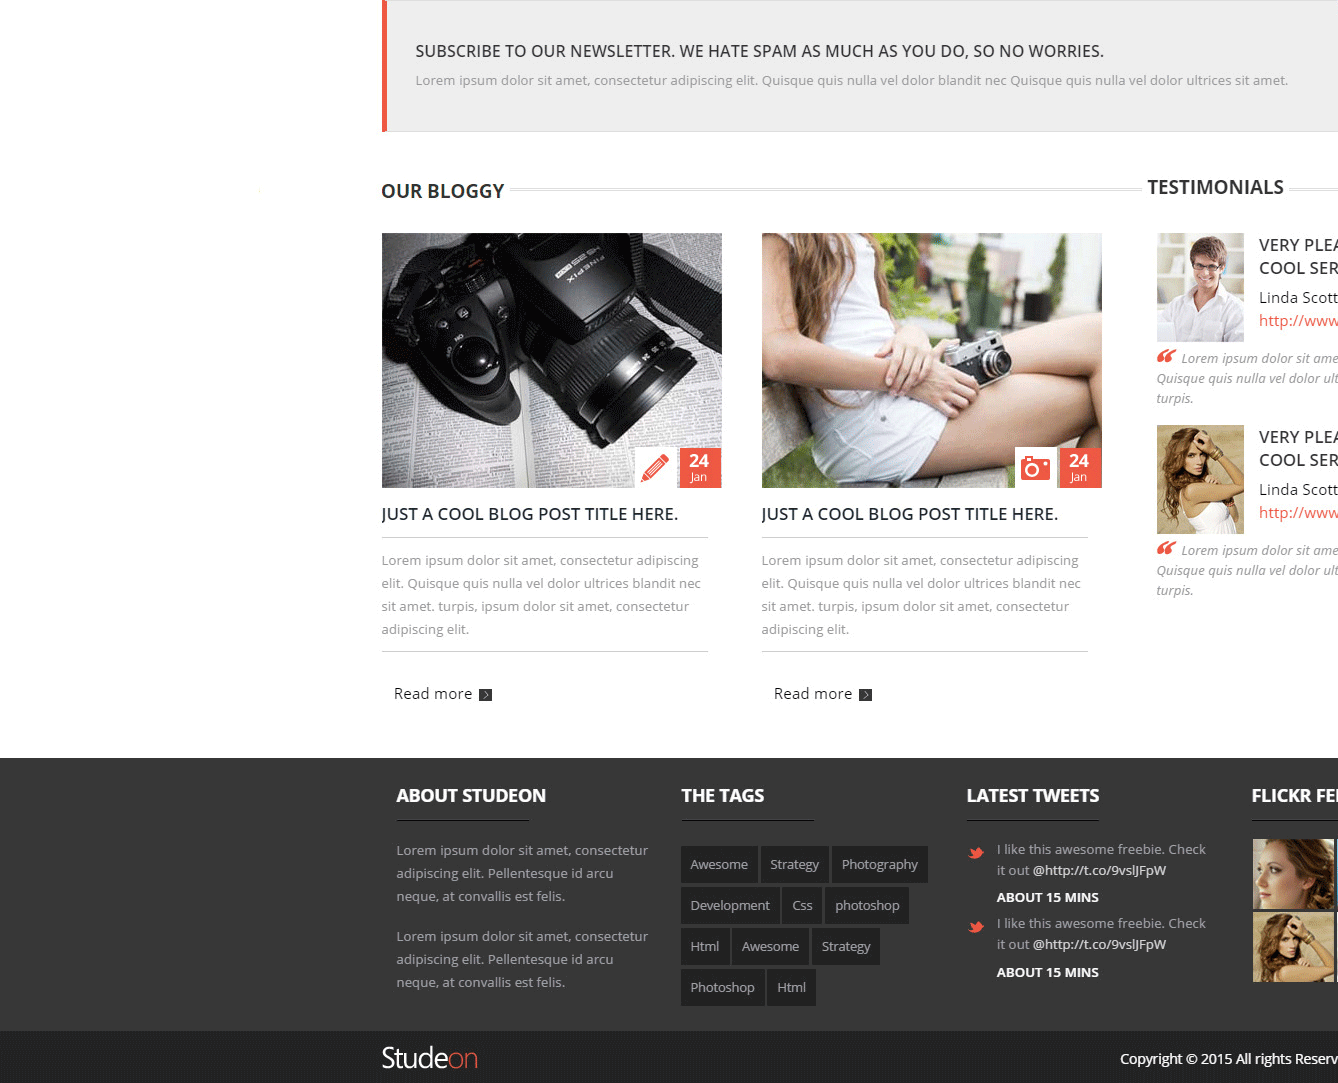 SUBSCRIBE TO OUR NEWSLETTER. WE HATE SPAM AS MUCH AS YOU DO, SO NO WORRIES.
Lorem ipsum dolor sit amet, consectetur adipiscing elit. Quisque quis nulla vel dolor blandit nec Quisque quis nulla vel dolor ultrices sit amet.
OUR BLOGGY
FINEPIX S5800
24
Jan
JUST A COOL BLOG POST TITLE HERE.
Lorem ipsum dolor sit amet, consectetur adipiscing
elit. Quisque quis nulla vel dolor ultrices blandit nec
sit amet. turpis, ipsum dolor sit amet, consectetur
adipiscing elit.
Read more
24
Jan
JUST A COOL BLOG POST TITLE HERE.
Lorem ipsum dolor sit amet, consectetur adipiscing
elit. Quisque quis nulla vel dolor ultrices blandit nec
sit amet. turpis, ipsum dolor sit amet, consectetur
adipiscing elit.
Read more
TESTIMONIALS
VERY PLEA
COOL SER
Linda Scott
http://www
Lorem ipsum dolor sit ame
Quisque quis nulla vel dolor ult
turpis.
VERY PLEA
COOL SER
Linda Scott
http://www
Lorem ipsum dolor sit ame
Quisque quis nulla vel dolor ult
turpis.
ABOUT STUDEON
Lorem ipsum dolor sit amet, consectetur
adipiscing elit. Pellentesque id arcu
neque, at convallis est felis.
Lorem ipsum dolor sit amet, consectetur
adipiscing elit. Pellentesque id arcu
neque, at convallis est felis.
THE TAGS
Awesome Strategy Photography
Development Css photoshop
Html Awesome Strategy
Photoshop Html
LATEST TWEETS
I like this awesome freebie. Check
it out @http://t.co/9vslJFpW
ABOUT 15 MINS
I like this awesome freebie. Check
it out @http://t.co/9vslJFpW
ABOUT 15 MINS
FLICKR FE
Studeon
Copyright © 2015 All rights Reserv